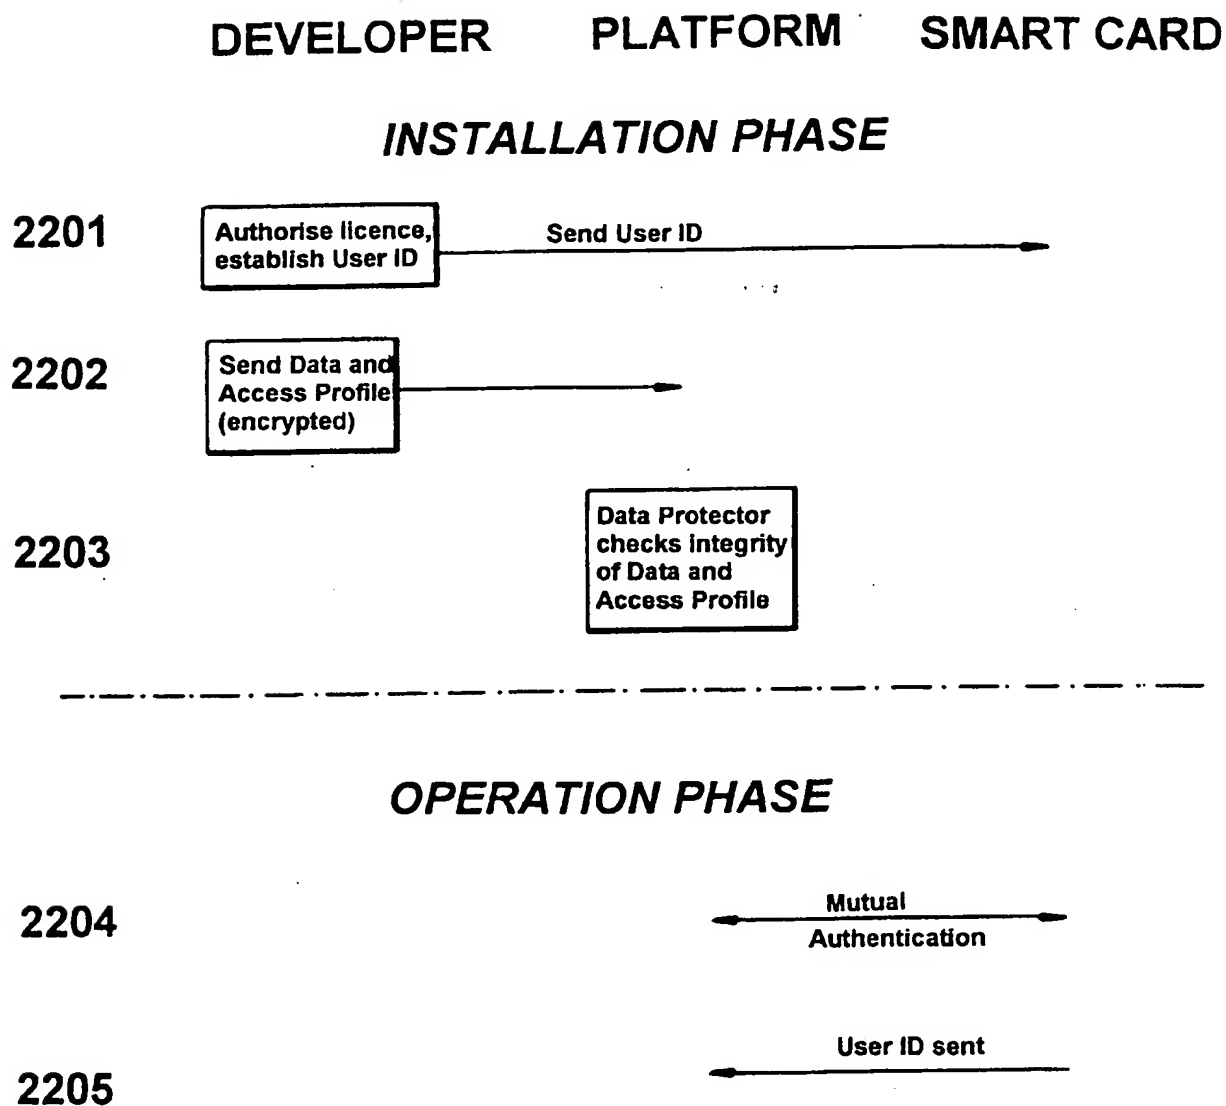 DEVELOPER PLATFORM SMART CARD
INSTALLATION PHASE
2201
Authorise licence,
establish User ID
Send User ID
2202
Send Data and
Access Profile
(encrypted)
2203
Data Protector
checks integrity
of Data and
Access Profile
OPERATION PHASE
2204
Mutual
Authentication
2205
User ID sent